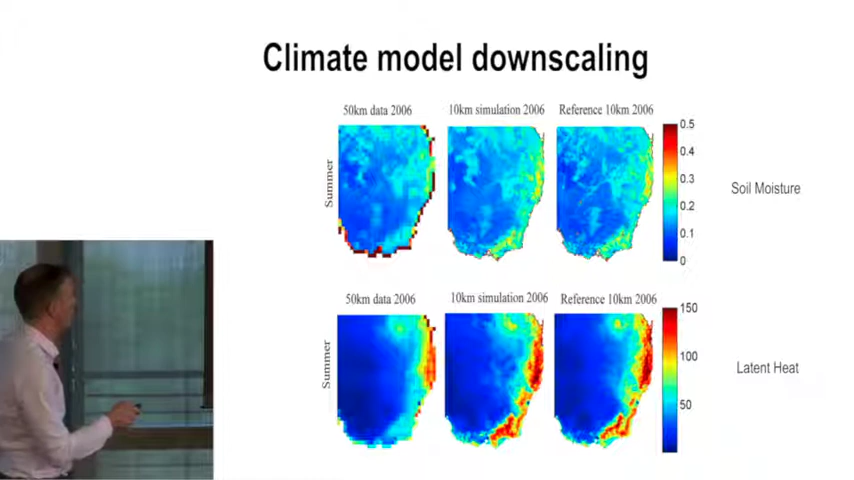 Climate model downscaling
50km data 2006
10km simulation 2006
Reference 10km 2006
Summer
0.5
0.4
0.3
0.2
0.1
0
Soil Moisture
50km data 2006
10km simulation 2006
Reference 10km 2006
Summer
150
100
50
Latent Heat